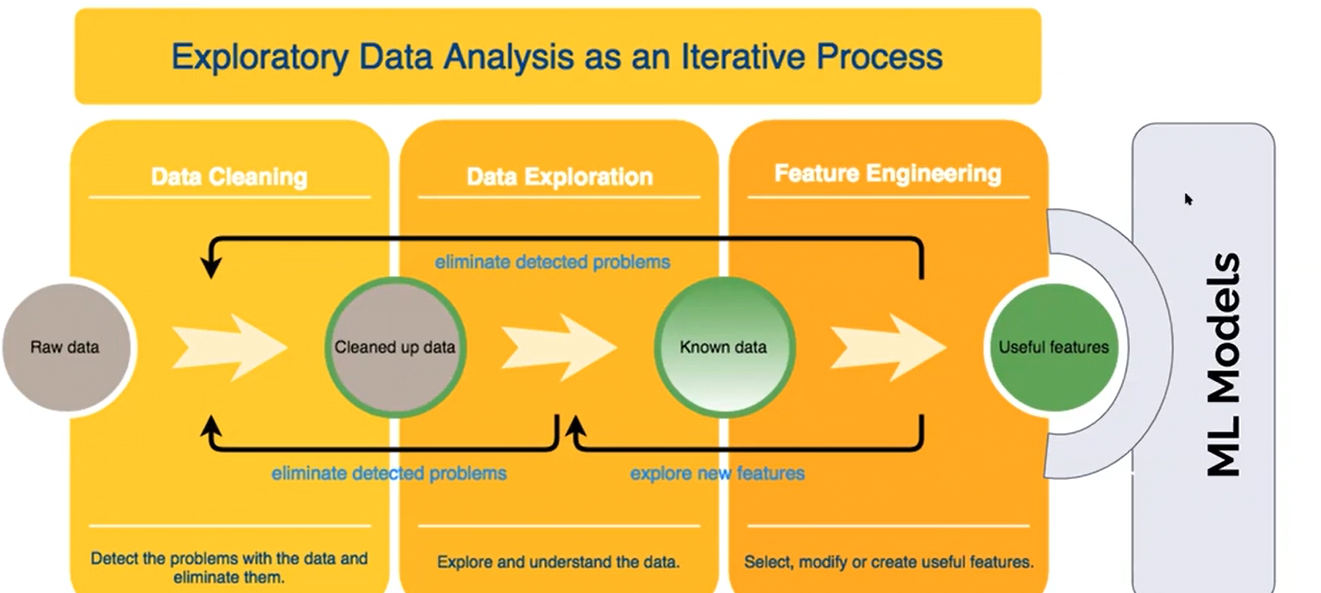 Exploratory Data Analysis as an Iterative Process
Data Cleaning
Data Exploration
Feature Engineering
eliminate detected problems
Raw data
Cleaned up data
Known data
Useful features
ML Models
eliminate detected problems
explore new features
Detect the problems with the data and
eliminate them.
Explore and understand the data.
Select, modify or create useful features.